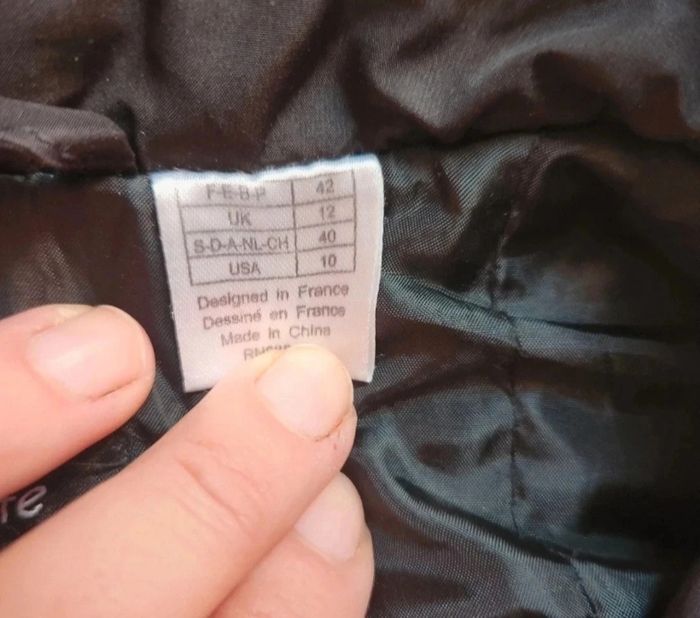 F-E-B-P 42
UK 12
S-D-A-NL-CH 40
USA 10
Designed in France
Dessiné en France
Made in China